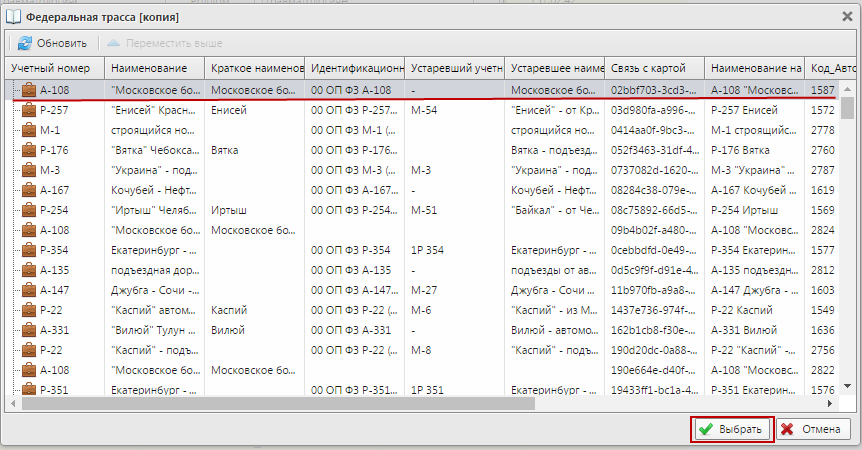 Федеральная трасса [копия]
Обновить Переместить выше
Учетный номер Наименование Краткое наименов Идентификационн Устаревший учетн Устаревшее наиме Связь с картой Наименование на Код_Авто
А-108 "Московское бо... Московское бо... 00 ОП ФЗ А-108 - Московское бо... 02bbf703-3cd3-... А-108 "Московс... 1587
Р-257 "Енисей" Красн... Енисей 00 ОП ФЗ Р-257... М-54 "Енисей" - от Кр... 03d980fa-a996-... Р-257 Енисей 1572
М-1 строящийся но... 00 ОП ФЗ М-1 (... строящийся но... 0414aa0f-9bc3-... М-1 строящийс... 2778
Р-176 "Вятка" Чебокса... Вятка 00 ОП ФЗ Р-176... Вятка - подъезд... 052f3463-31df-4... Р-176 Вятка 2760
М-3 "Украина" - под... 00 ОП ФЗ М-3 (... М-3 "Украина" - под... 0737082d-1620-... М-3 "Украина" ... 2787
А-167 Кочубей - Нефт... 00 ОП ФЗ А-167... - Кочубей - Нефт... 08284c38-079e-... А-167 Кочубей ... 1619
Р-254 "Иртыш" Челяб... Иртыш 00 ОП ФЗ Р-254... М-51 "Байкал" - от Че... 08c75892-66d5-... Р-254 Иртыш 1569
А-108 "Московское бо... Московское бо... 09b4b02f-a480-... А-108 "Московс... 2824
Р-354 Екатеринбург - ... 00 ОП ФЗ Р-354 1Р 354 Екатеринбург - ... 0cebbdfd-0e49-... Р-354 Екатерин... 1577
А-135 подъездная дор... 00 ОП ФЗ А-135 - подъезды от ав... 0d5c9f9f-d91e-4... А-135 подъездн... 2812
А-147 Джубга - Сочи -... 00 ОП ФЗ А-147... М-27 Джубга - Сочи -... 11b970fb-a9a8-... А-147 Джубга -... 1603
Р-22 "Каспий" автом... Каспий 00 ОП ФЗ Р-22 (... М-6 "Каспий" - из М... 1437e736-974f-... Р-22 Каспий 1549
А-331 "Вилюй" Тулун ... Вилюй 00 ОП ФЗ А-331 - Вилюй - автомо... 162b1cb8-f30e-... А-331 Вилюй 1636
Р-22 "Каспий" - подъ... 00 ОП ФЗ Р-22 (... М-8 "Каспий" - подъ... 190d20dc-0a88-... Р-22 "Каспий" -... 2756
А-108 "Московское бо... Московское бо... 190e664e-d40f-... А-108 "Московс... 2822
Р-351 Екатеринбург - ... 00 ОП ФЗ Р-351... 1Р 351 Екатеринбург - ... 19433ff1-bc1a-4... Р-351 Екатерин... 1576
Выбрать Отмена